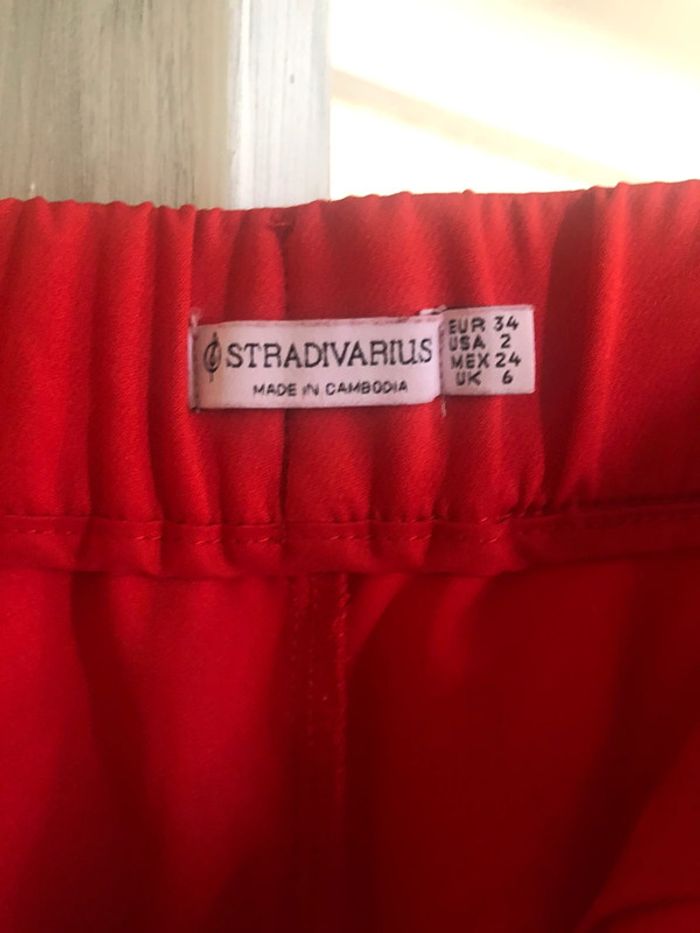 STRADIVARIUS
MADE IN CAMBODIA
EUR 34
USA 2
MEX 24
UK 6